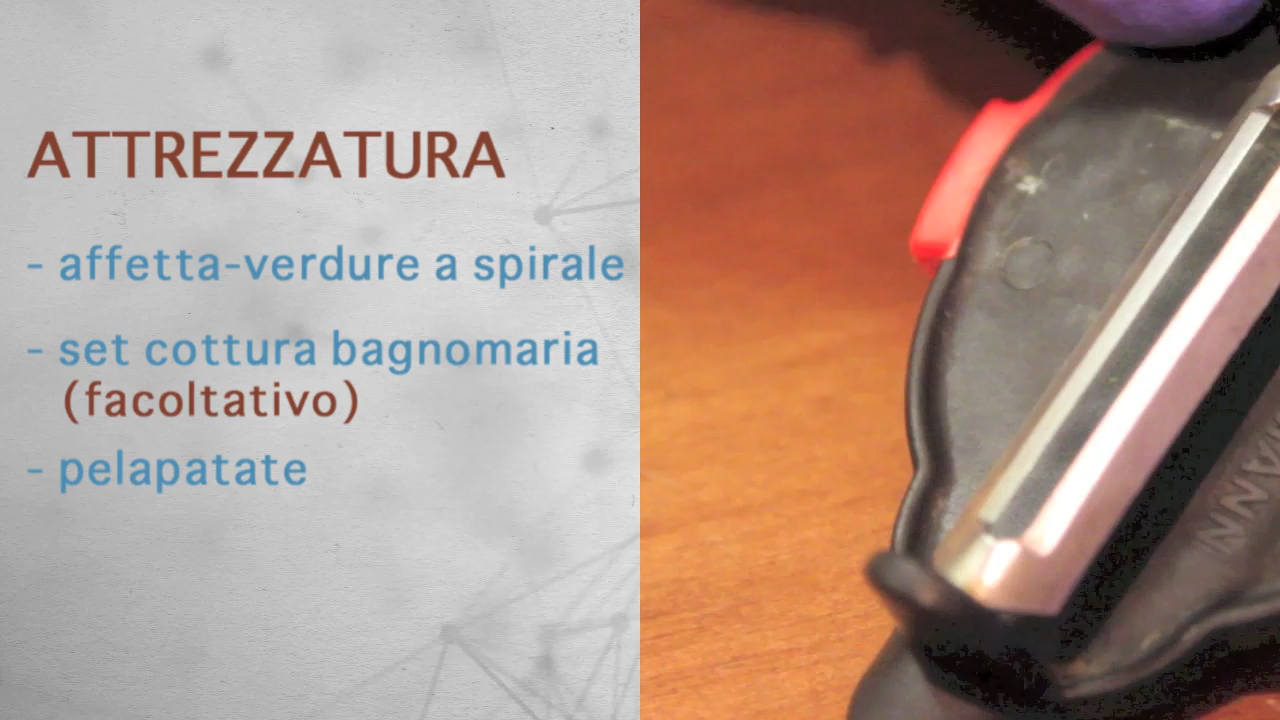 ATTREZZATURA
- affetta-verdure a spirale
- set cottura bagnomaria
(facoltativo)
- pelapatate